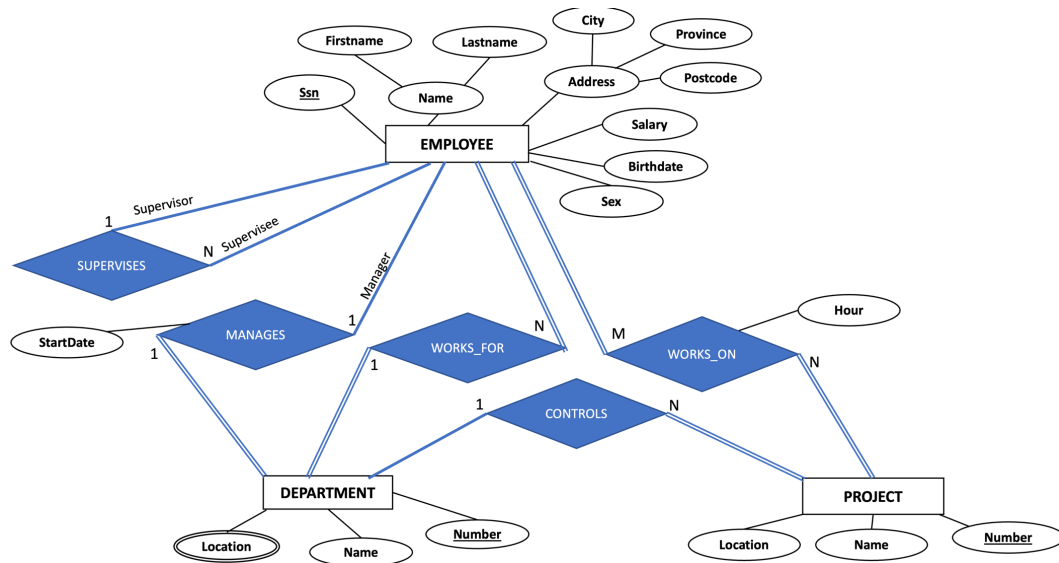 City
Firstname
Lastname
Province
Address
Postcode
Ssn
Name
Salary
EMPLOYEE
Birthdate
Sex
Supervisor
1
Supervisee
N
SUPERVISES
Manager
Hour
StartDate
MANAGES
1
1
WORKS_FOR
N
1
M
WORKS_ON
N
1
CONTROLS
N
DEPARTMENT
PROJECT
Location
Name
Number
Location
Name
Number